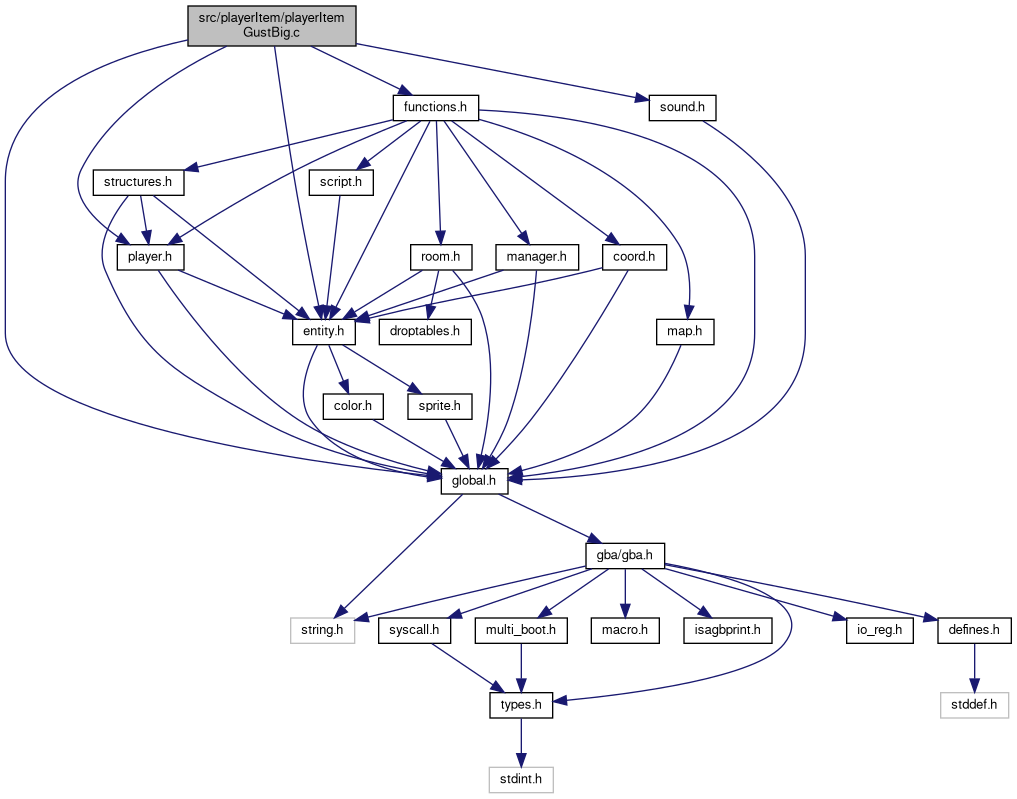 src/playerItem/playerItem
GustBig.c
functions.h
sound.h
structures.h
script.h
player.h
room.h
manager.h
coord.h
entity.h
droptables.h
map.h
color.h
sprite.h
global.h
gba/gba.h
string.h
syscall.h
multi_boot.h
macro.h
isagbprint.h
io_reg.h
defines.h
types.h
stddef.h
stdint.h